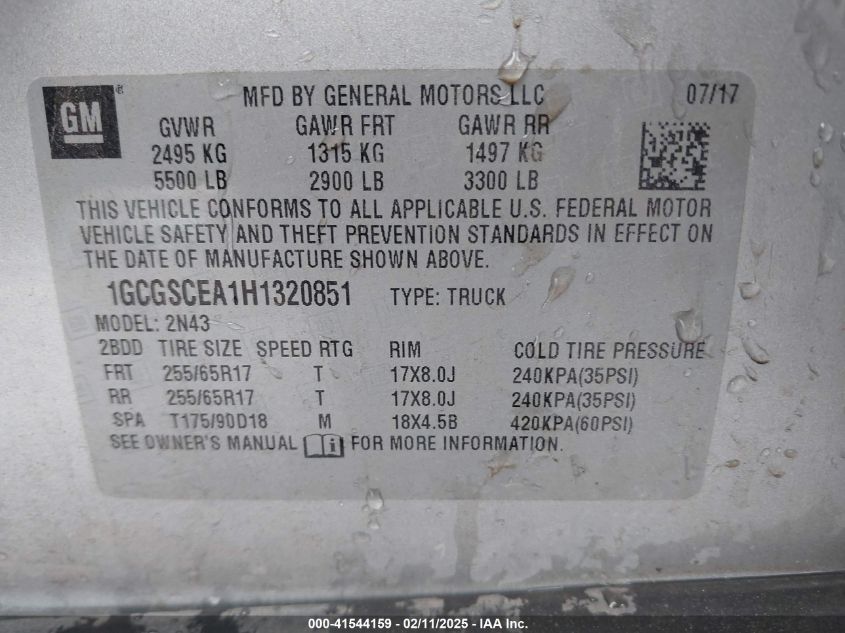 GM ® MFD BY GENERAL MOTORS LLC 07/17
GVWR GAWR FRT GAWR RR
2495 KG 1315 KG 1497 KG
5500 LB 2900 LB 3300 LB
THIS VEHICLE CONFORMS TO ALL APPLICABLE U.S. FEDERAL MOTOR
VEHICLE SAFETY AND THEFT PREVENTION STANDARDS IN EFFECT ON
THE DATE OF MANUFACTURE SHOWN ABOVE.
1GCGSCEA1H1320851 TYPE: TRUCK
MODEL: 2N43
2BDD TIRE SIZE SPEED RTG RIM COLD TIRE PRESSURE
FRT 255/65R17 T 17X8.0J 240KPA(35PSI)
RR 255/65R17 T 17X8.0J 240KPA(35PSI)
SPA T175/90D18 M 18X4.5B 420KPA(60PSI)
SEE OWNER'S MANUAL FOR MORE INFORMATION.
000-41544159 - 02/11/2025 - IAA Inc.